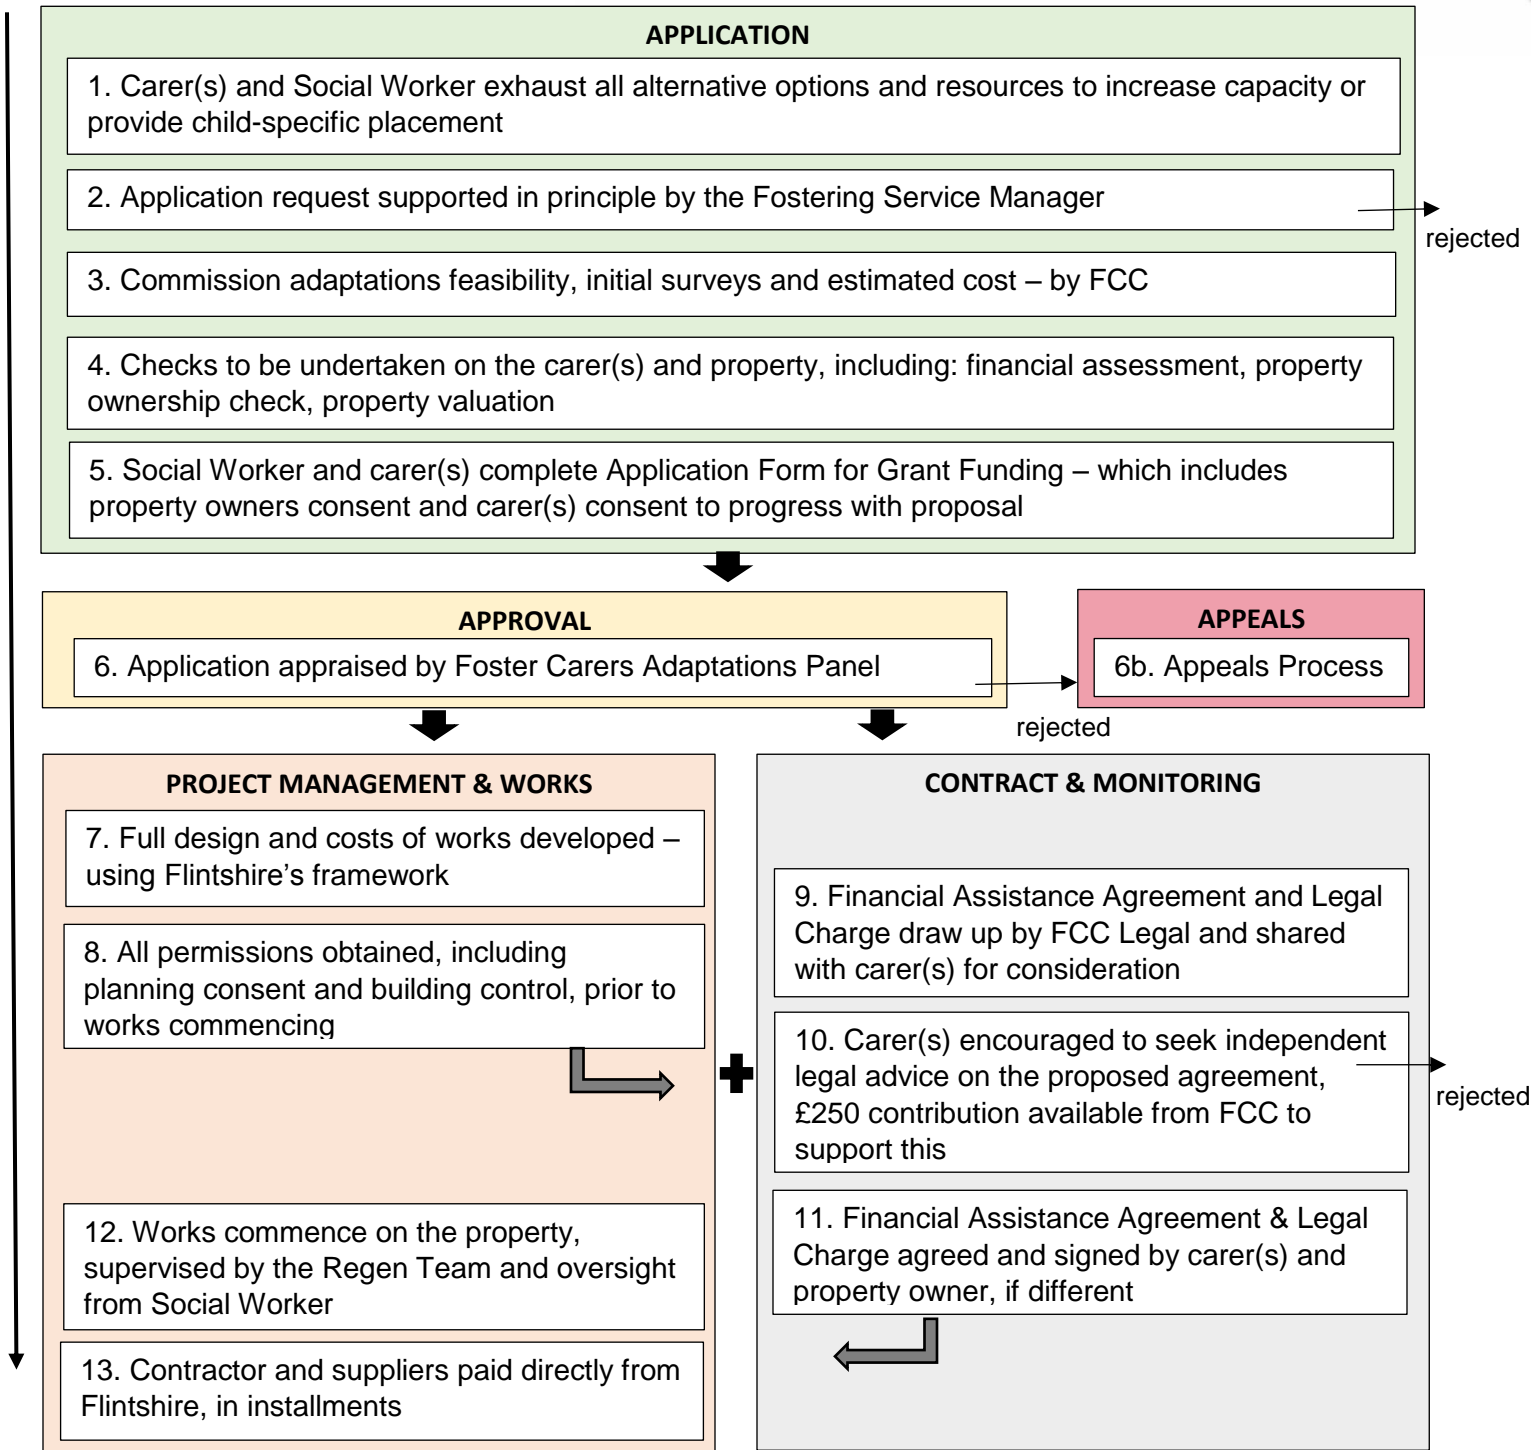 APPLICATION
1. Carer(s) and Social Worker exhaust all alternative options and resources to increase capacity or
provide child-specific placement
2. Application request supported in principle by the Fostering Service Manager
rejected
3. Commission adaptations feasibility, initial surveys and estimated cost – by FCC
4. Checks to be undertaken on the carer(s) and property, including: financial assessment, property
ownership check, property valuation
5. Social Worker and carer(s) complete Application Form for Grant Funding – which includes
property owners consent and carer(s) consent to progress with proposal
APPROVAL
6. Application appraised by Foster Carers Adaptations Panel
rejected
APPEALS
6b. Appeals Process
PROJECT MANAGEMENT & WORKS
7. Full design and costs of works developed –
using Flintshire’s framework
8. All permissions obtained, including
planning consent and building control, prior to
works commencing
CONTRACT & MONITORING
9. Financial Assistance Agreement and Legal
Charge draw up by FCC Legal and shared
with carer(s) for consideration
10. Carer(s) encouraged to seek independent
legal advice on the proposed agreement,
£250 contribution available from FCC to
support this
rejected
11. Financial Assistance Agreement & Legal
Charge agreed and signed by carer(s) and
property owner, if different
12. Works commence on the property,
supervised by the Regen Team and oversight
from Social Worker
13. Contractor and suppliers paid directly from
Flintshire, in installments